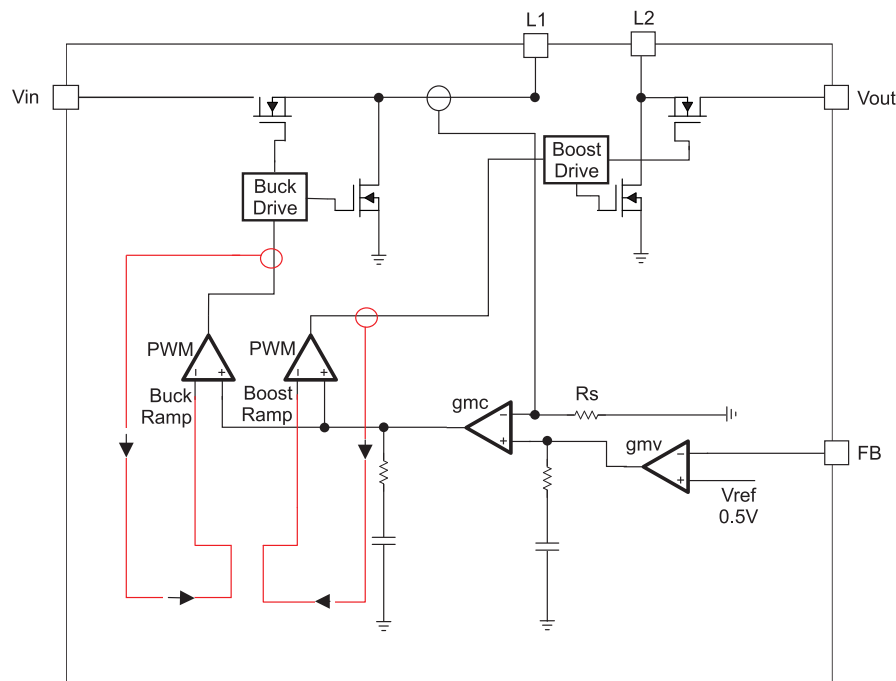 L1
L2
Vin
Vout
Boost
Drive
Buck
Drive
PWM
PWM
Buck
Ramp
Boost
Ramp
- +
- +
gmc
-
+
Rs
gmv
-
+
FB
Vref
0.5V